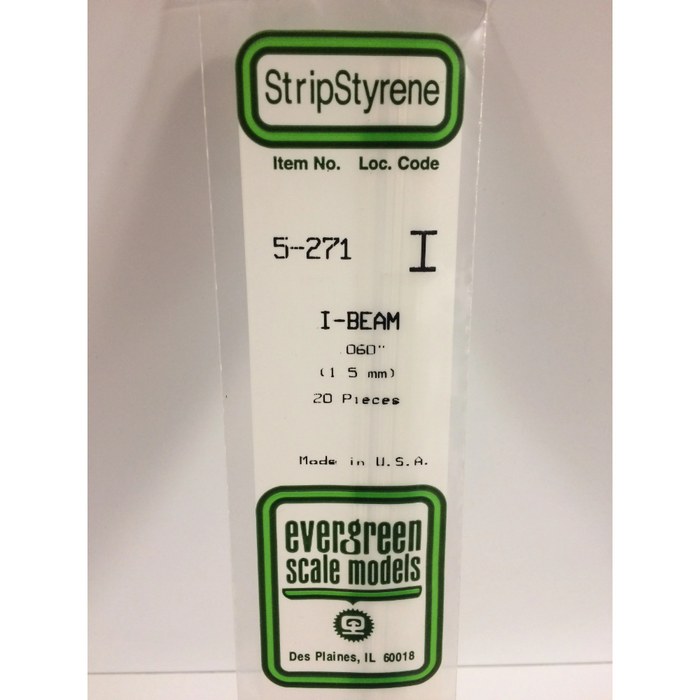 StripStyrene
Item No. Loc. Code
5-271 I
I-BEAM
.060"
(1.5 mm)
20 Pieces
Made in U.S.A.
evergreen
scale models
Des Plaines, IL 60018